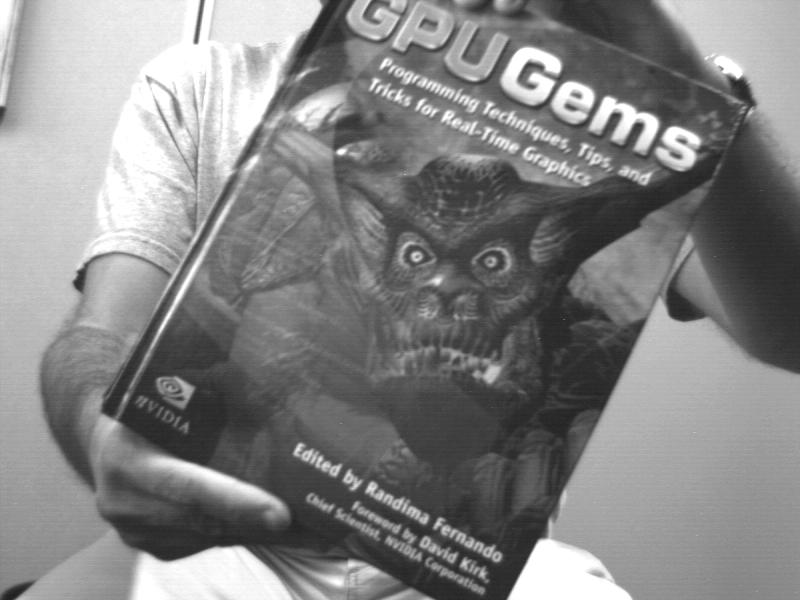 GPU Gems
Programming Techniques, Tips, and
Tricks for Real-Time Graphics
nVIDIA
Edited by Randima Fernando
Foreword by David Kirk,
Chief Scientist, NVIDIA Corporation